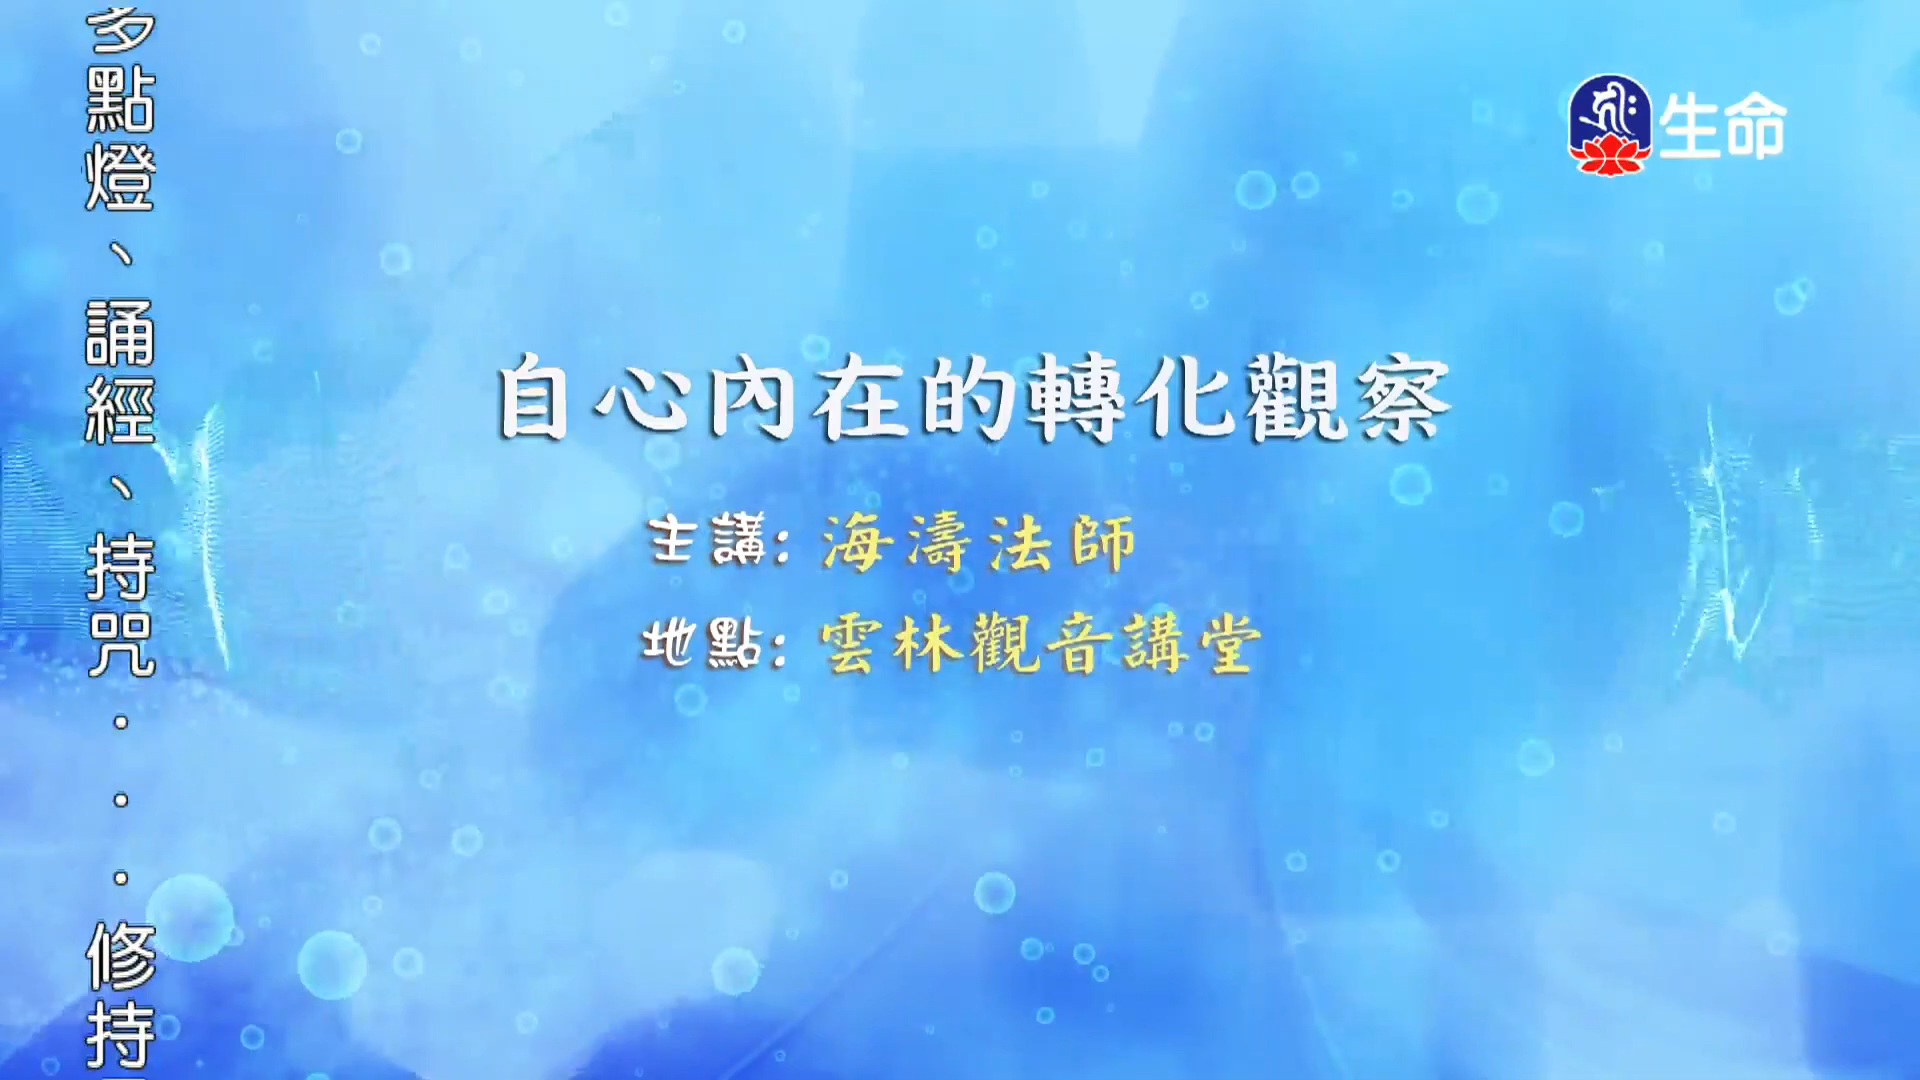 多點燈、誦經、持咒...修持
生命
自心內在的轉化觀察
主講:海濤法師
地點:雲林觀音講堂